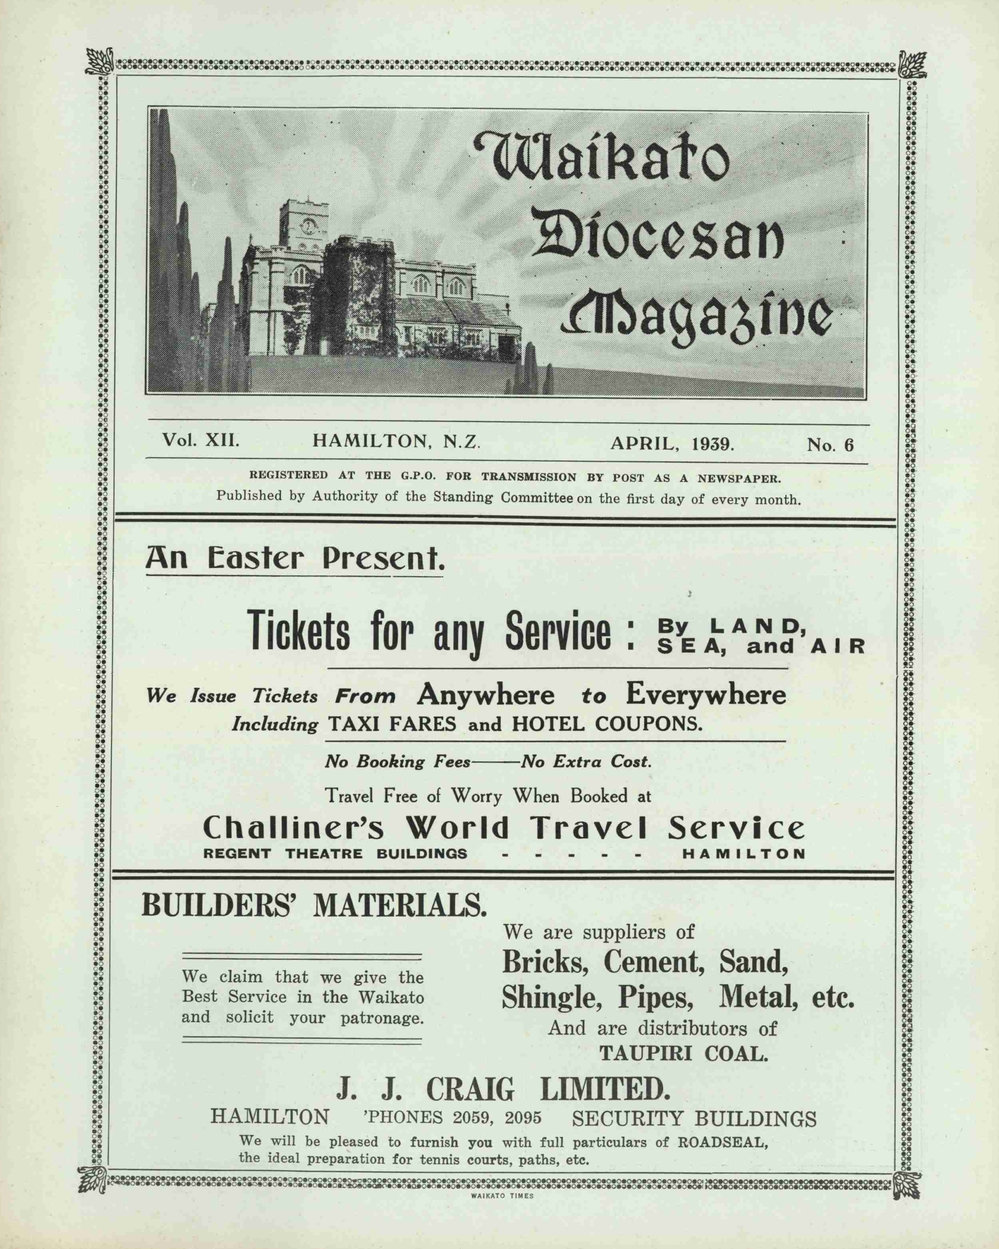 Waikato
Diocesan
Magazine
Vol. XII. HAMILTON, N.Z. APRIL, 1939. No. 6
REGISTERED AT THE G.P.O. FOR TRANSMISSION BY POST AS A NEWSPAPER.
Published by Authority of the Standing Committee on the first day of every month.
An Easter Present.
Tickets for any Service : By LAND,
SEA, and AIR
We Issue Tickets From Anywhere to Everywhere
Including TAXI FARES and HOTEL COUPONS.
No Booking Fees——No Extra Cost.
Travel Free of Worry When Booked at
Challiner's World Travel Service
REGENT THEATRE BUILDINGS - - - - - HAMILTON
BUILDERS' MATERIALS.
We claim that we give the
Best Service in the Waikato
and solicit your patronage.
We are suppliers of
Bricks, Cement, Sand,
Shingle, Pipes, Metal, etc.
And are distributors of
TAUPIRI COAL.
J. J. CRAIG LIMITED.
HAMILTON 'PHONES 2059, 2095 SECURITY BUILDINGS
We will be pleased to furnish you with full particulars of ROADSEAL,
the ideal preparation for tennis courts, paths, etc.
WAIKATO TIMES